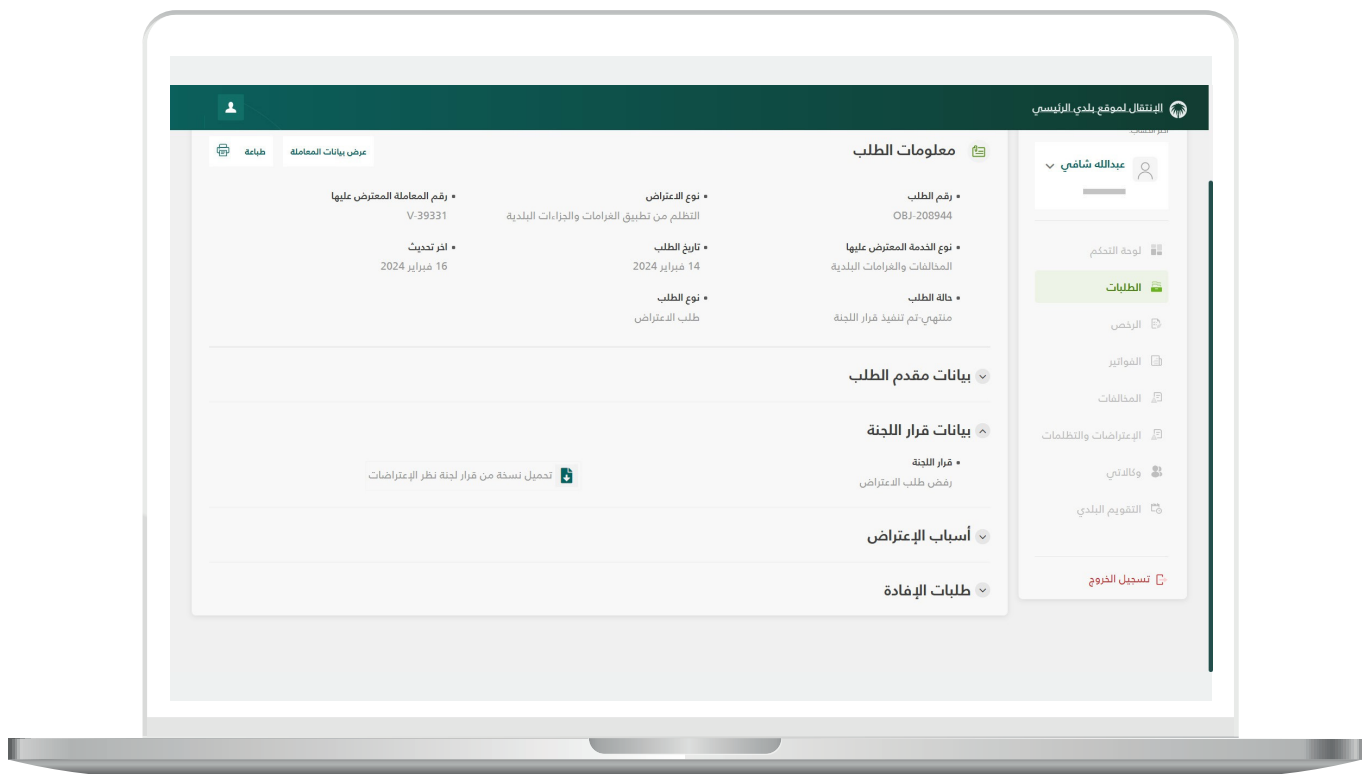 الإنتقال لموقع بلدي الرئيسي
عبدالله شافي
لوحة التحكم
الطلبات
الرخص
الفواتير
المخالفات
الإعتراضات والتظلمات
وكالاتي
التقويم البلدي
تسجيل الخروج
معلومات الطلب
عرض بيانات المعاملة
طباعة
• رقم الطلب
OBJ-208944
• نوع الاعتراض
التظلم من تطبيق الغرامات والجزاءات البلدية
• رقم المعاملة المعترض عليها
V-39331
• نوع الخدمة المعترض عليها
المخالفات والغرامات البلدية
• تاريخ الطلب
14 فبراير 2024
• اخر تحديث
16 فبراير 2024
• حالة الطلب
منتهي-تم تنفيذ قرار اللجنة
• نوع الطلب
طلب الاعتراض
بيانات مقدم الطلب
بيانات قرار اللجنة
• قرار اللجنة
رفض طلب الاعتراض
تحميل نسخة من قرار لجنة نظر الإعتراضات
أسباب الإعتراض
طلبات الإفادة